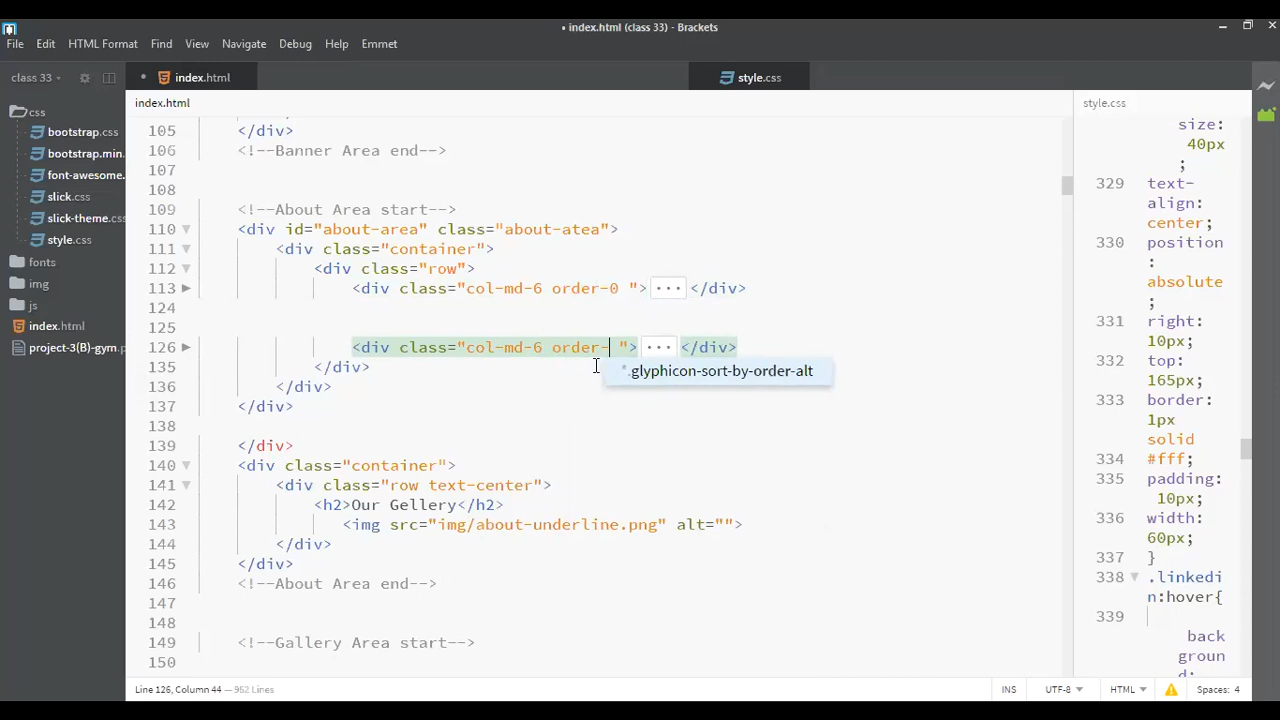 • index.html (class 33) - Brackets
File Edit HTML Format Find View Navigate Debug Help Emmet
class 33
• index.html
style.css
css
bootstrap.css
bootstrap.min.
font-awesome.
slick.css
slick-theme.css
style.css
fonts
img
js
index.html
project-3(B)-gym.
index.html
105 </div>
106 <!--Banner Area end-->
107
108
109 <!--About Area start-->
110 <div id="about-area" class="about-atea">
111 <div class="container">
112 <div class="row">
113 <div class="col-md-6 order-0 ">···</div>
124
125
126 <div class="col-md-6 order- ">···</div>
*.glyphicon-sort-by-order-alt
135 </div>
136 </div>
137 </div>
138
139 </div>
140 <div class="container">
141 <div class="row text-center">
142 <h2>Our Gellery</h2>
143 <img src="img/about-underline.png" alt="">
144 </div>
145 </div>
146 <!--About Area end-->
147
148
149 <!--Gallery Area start-->
150
style.css
size:
40px
;
329 text-
align:
center;
330 position
:
absolute
;
331 right:
10px;
332 top:
165px;
333 border:
1px
solid
334 #fff;
335 padding:
10px;
336 width:
60px;
337 }
338 .linkedi
n:hover{
339
back
groun
d:
Line 126, Column 44 — 952 Lines
INS UTF-8 HTML Spaces: 4